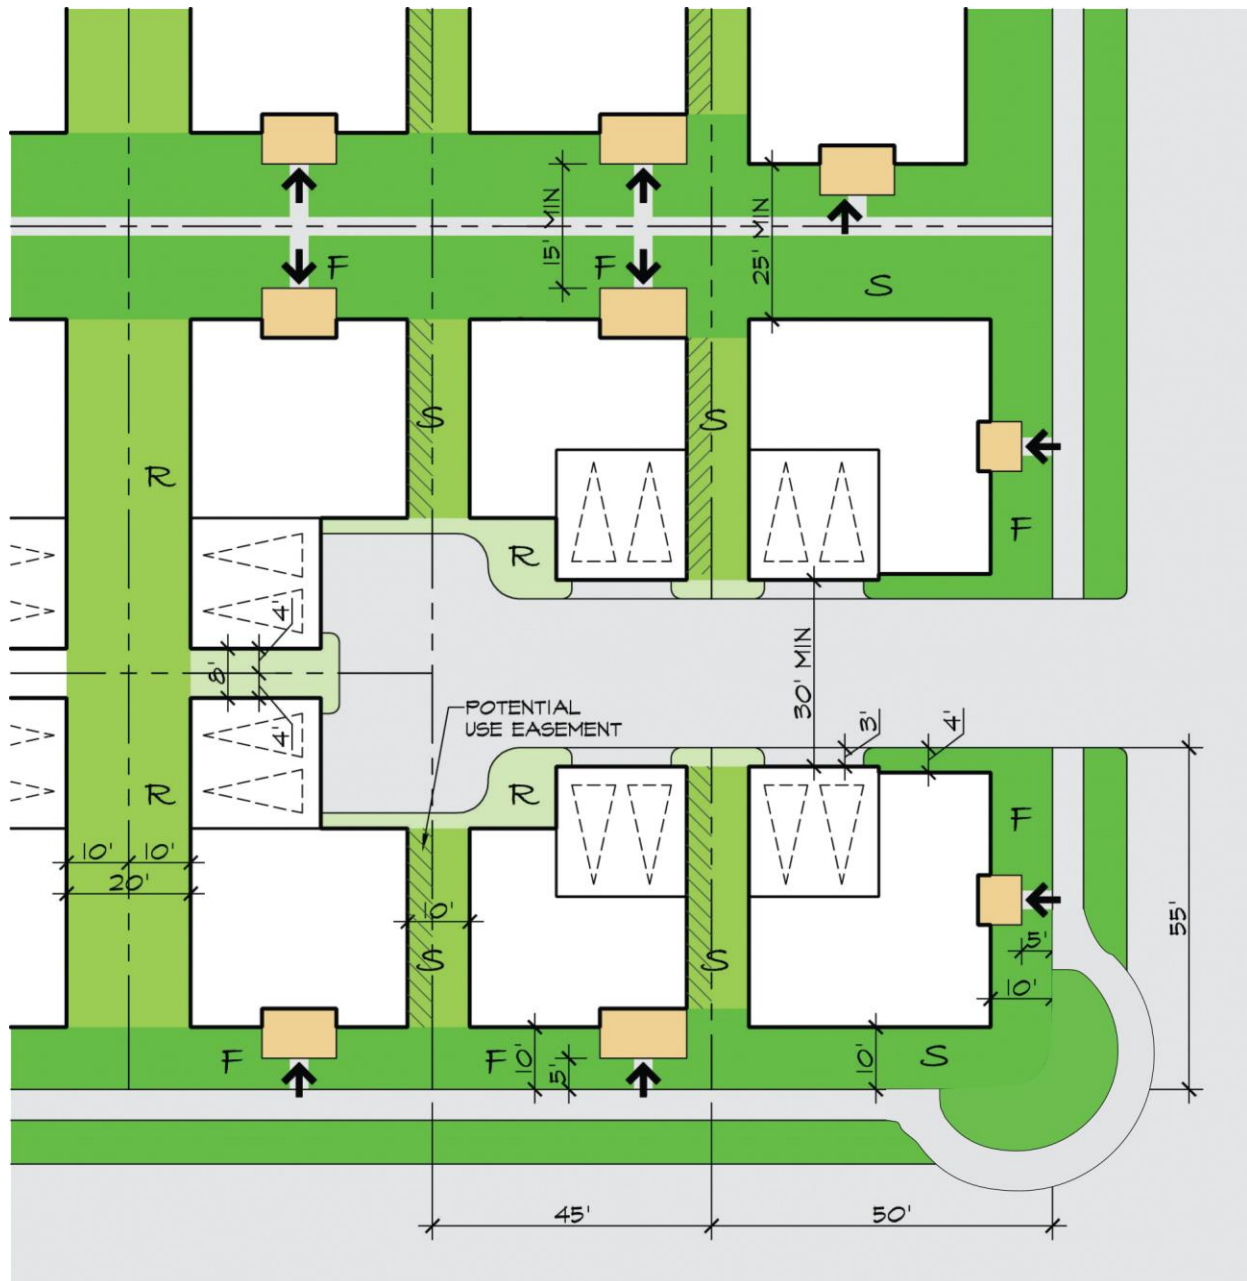 15' MIN
25' MIN
F
F
S
S
S
R
F
R
4'
8'
4'
30' MIN
POTENTIAL
USE EASEMENT
3'
4'
R
R
F
10'
10'
20'
10'
55'
S
S
5'
10'
F
F
10'
5'
10'
S
45'
50'